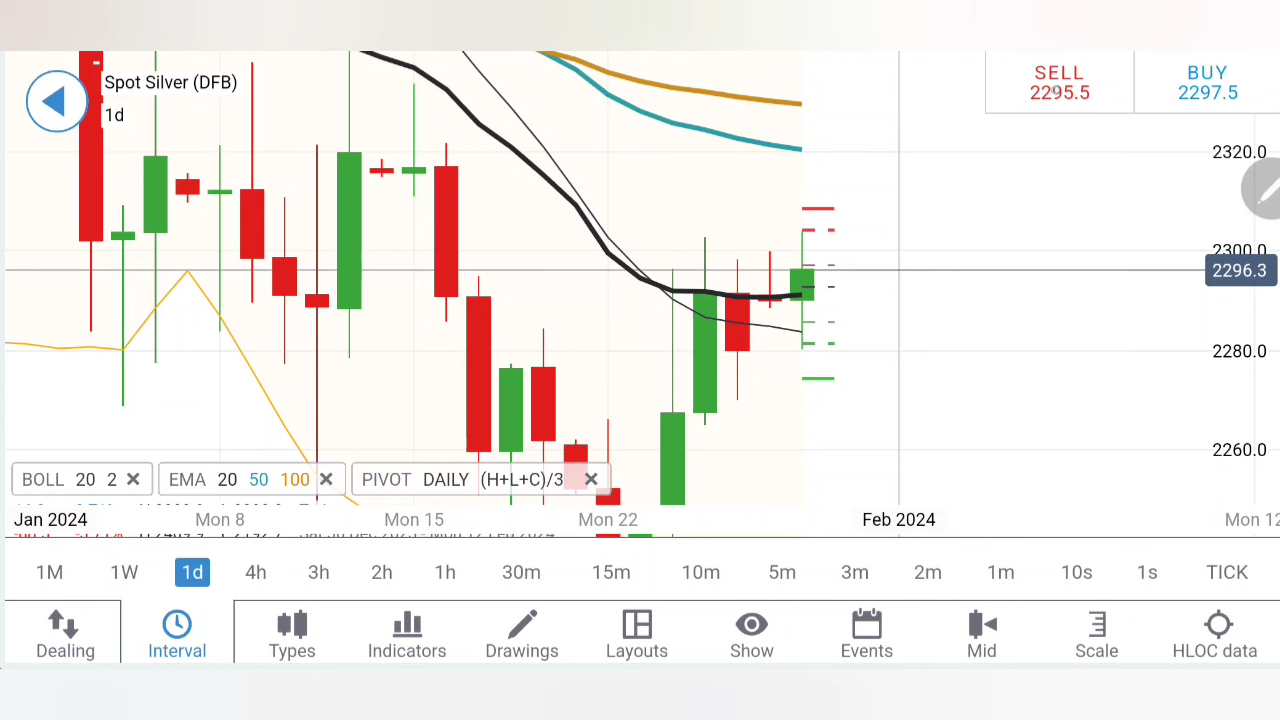 Spot Silver (DFB)
1d
SELL
2295.5
BUY
2297.5
2320.0
2300.0
2296.3
2280.0
2260.0
BOLL 20 2
EMA 20 50 100
PIVOT DAILY (H+L+C)/3
Jan 2024 Mon 8 Mon 15 Mon 22 Feb 2024 Mon 12
1M 1W 1d 4h 3h 2h 1h 30m 15m 10m 5m 3m 2m 1m 10s 1s TICK
Dealing Interval Types Indicators Drawings Layouts Show Events Mid Scale HLOC data